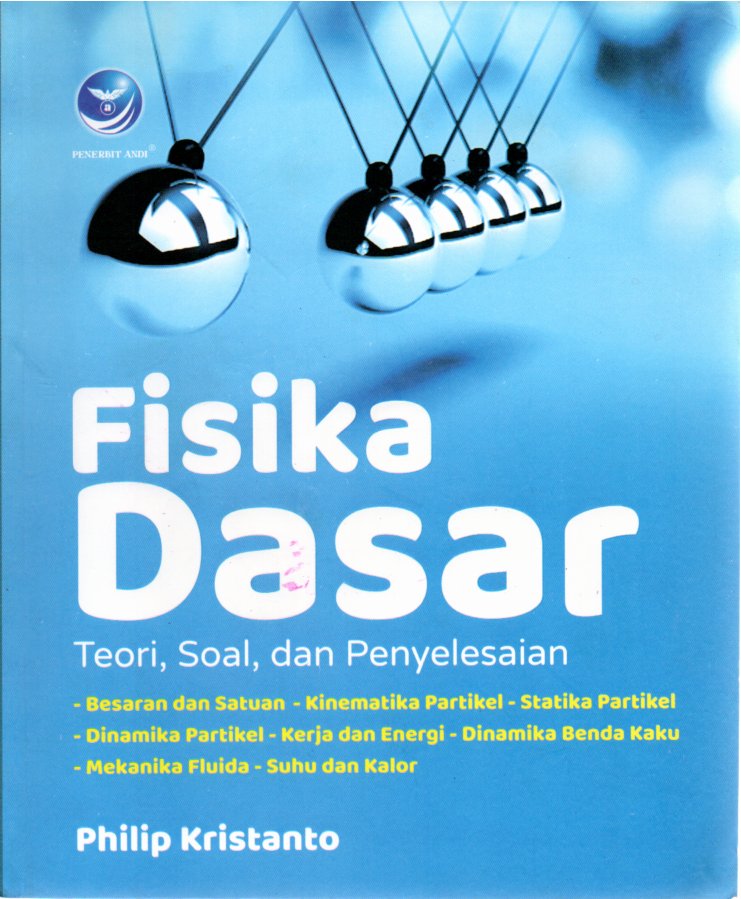 a
PENERBIT ANDI®
Fisika
Dasar
Teori, Soal, dan Penyelesaian
- Besaran dan Satuan - Kinematika Partikel - Statika Partikel
- Dinamika Partikel - Kerja dan Energi - Dinamika Benda Kaku
- Mekanika Fluida - Suhu dan Kalor
Philip Kristanto